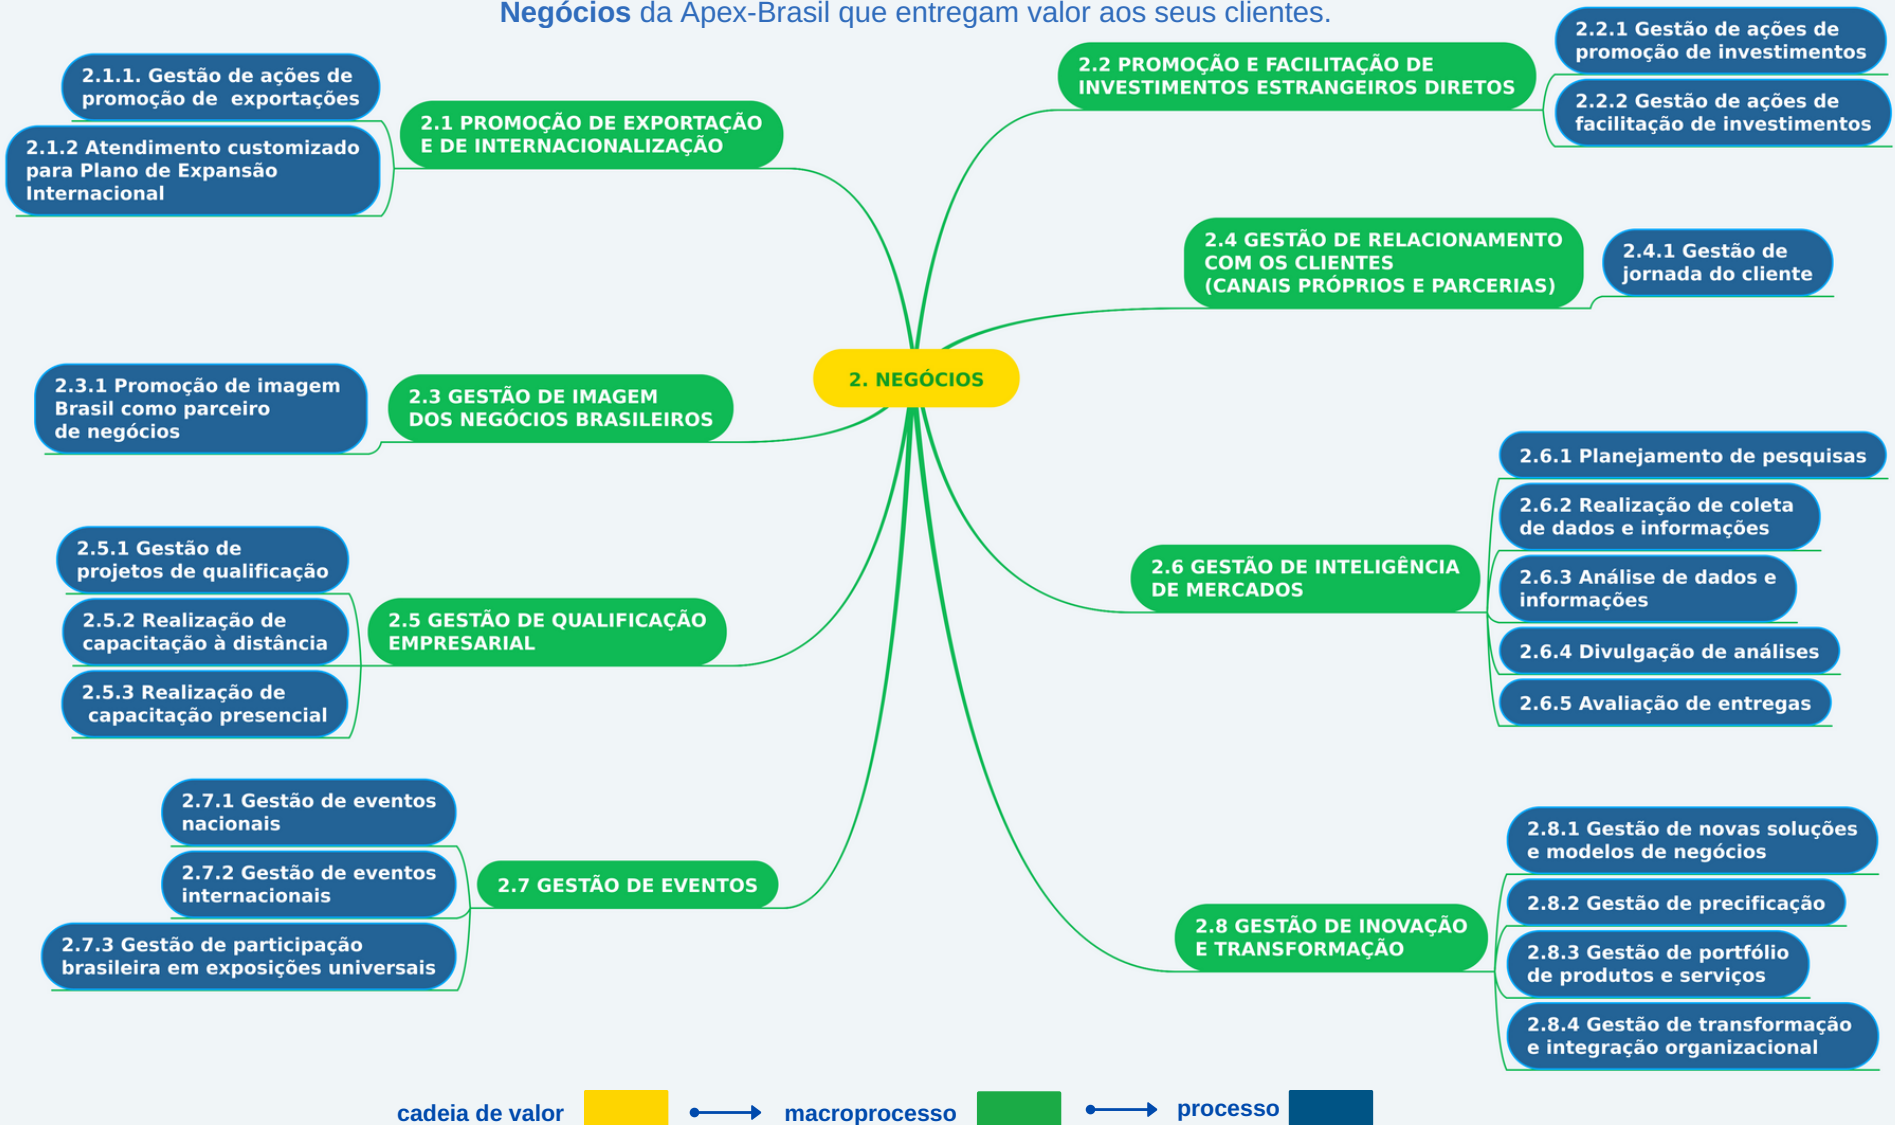 Negócios da Apex-Brasil que entregam valor aos seus clientes.
2.1.1. Gestão de ações de
promoção de  exportações
2.1.2 Atendimento customizado
para Plano de Expansão
Internacional
2.1 PROMOÇÃO DE EXPORTAÇÃO
E DE INTERNACIONALIZAÇÃO
2.2 PROMOÇÃO E FACILITAÇÃO DE
INVESTIMENTOS ESTRANGEIROS DIRETOS
2.2.1 Gestão de ações de
promoção de investimentos
2.2.2 Gestão de ações de
facilitação de investimentos
2.4 GESTÃO DE RELACIONAMENTO
COM OS CLIENTES
(CANAIS PRÓPRIOS E PARCERIAS)
2.4.1 Gestão de
jornada do cliente
2. NEGÓCIOS
2.3.1 Promoção de imagem
Brasil como parceiro
de negócios
2.3 GESTÃO DE IMAGEM
DOS NEGÓCIOS BRASILEIROS
2.6 GESTÃO DE INTELIGÊNCIA
DE MERCADOS
2.6.1 Planejamento de pesquisas
2.6.2 Realização de coleta
de dados e informações
2.6.3 Análise de dados e
informações
2.6.4 Divulgação de análises
2.6.5 Avaliação de entregas
2.5.1 Gestão de
projetos de qualificação
2.5.2 Realização de
capacitação à distância
2.5.3 Realização de
capacitação presencial
2.5 GESTÃO DE QUALIFICAÇÃO
EMPRESARIAL
2.7.1 Gestão de eventos
nacionais
2.7.2 Gestão de eventos
internacionais
2.7.3 Gestão de participação
brasileira em exposições universais
2.7 GESTÃO DE EVENTOS
2.8 GESTÃO DE INOVAÇÃO
E TRANSFORMAÇÃO
2.8.1 Gestão de novas soluções
e modelos de negócios
2.8.2 Gestão de precificação
2.8.3 Gestão de portfólio
de produtos e serviços
2.8.4 Gestão de transformação
e integração organizacional
cadeia de valor
macroprocesso
processo